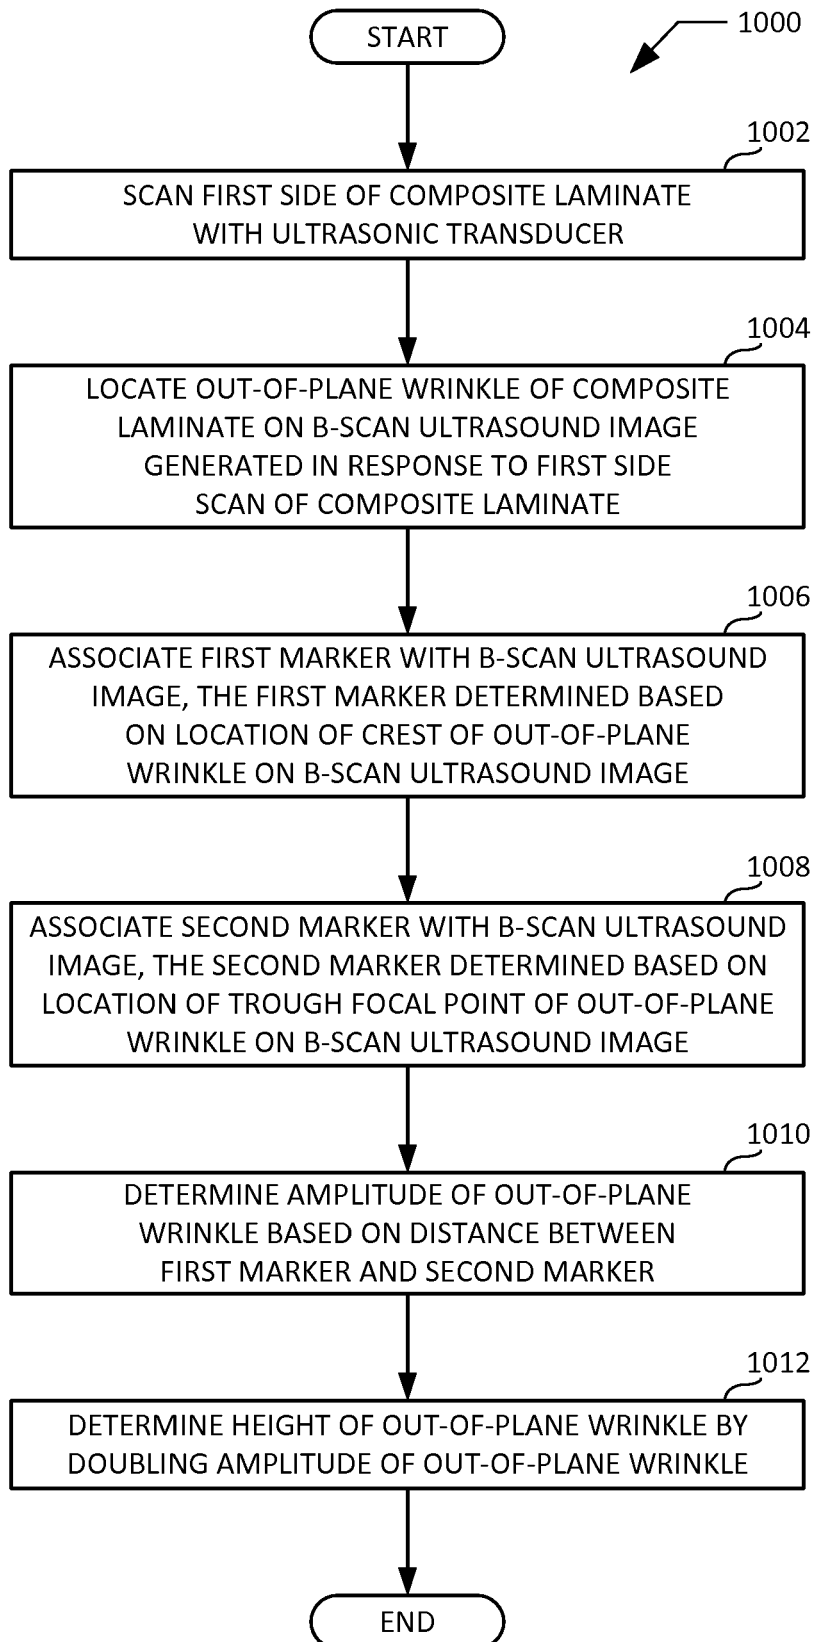 START
1000
1002
SCAN FIRST SIDE OF COMPOSITE LAMINATE
WITH ULTRASONIC TRANSDUCER
1004
LOCATE OUT-OF-PLANE WRINKLE OF COMPOSITE
LAMINATE ON B-SCAN ULTRASOUND IMAGE
GENERATED IN RESPONSE TO FIRST SIDE
SCAN OF COMPOSITE LAMINATE
1006
ASSOCIATE FIRST MARKER WITH B-SCAN ULTRASOUND
IMAGE, THE FIRST MARKER DETERMINED BASED
ON LOCATION OF CREST OF OUT-OF-PLANE
WRINKLE ON B-SCAN ULTRASOUND IMAGE
1008
ASSOCIATE SECOND MARKER WITH B-SCAN ULTRASOUND
IMAGE, THE SECOND MARKER DETERMINED BASED ON
LOCATION OF TROUGH FOCAL POINT OF OUT-OF-PLANE
WRINKLE ON B-SCAN ULTRASOUND IMAGE
1010
DETERMINE AMPLITUDE OF OUT-OF-PLANE
WRINKLE BASED ON DISTANCE BETWEEN
FIRST MARKER AND SECOND MARKER
1012
DETERMINE HEIGHT OF OUT-OF-PLANE WRINKLE BY
DOUBLING AMPLITUDE OF OUT-OF-PLANE WRINKLE
END